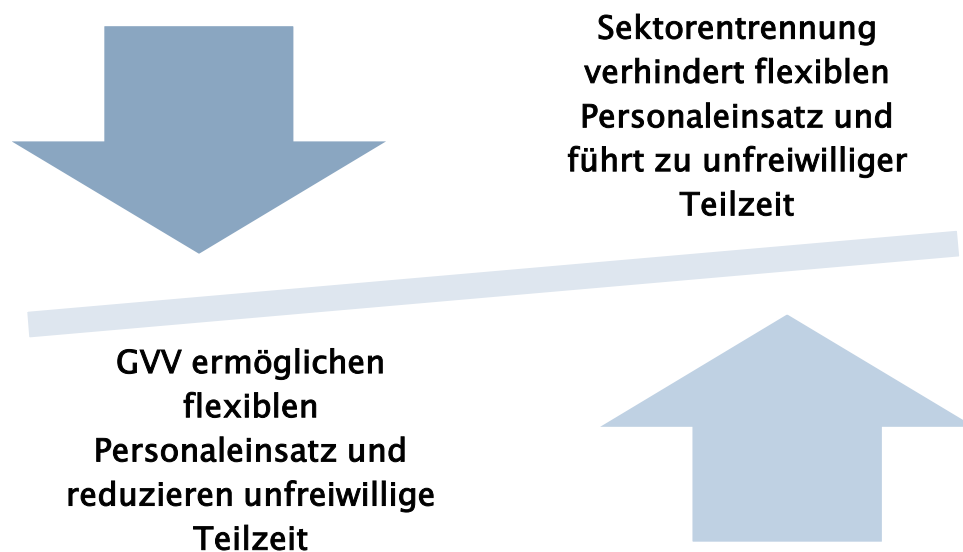 Sektorentrennung
verhindert flexiblen
Personaleinsatz und
führt zu unfreiwilliger
Teilzeit
GVV ermöglichen
flexiblen
Personaleinsatz und
reduzieren unfreiwillige
Teilzeit